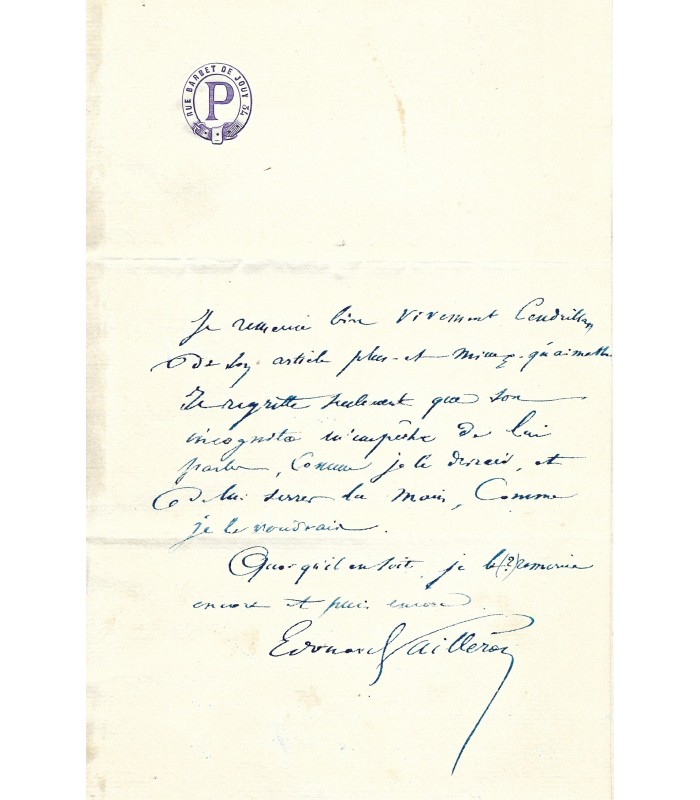 RUE BARBET DE JOUY 34
P
Je remercie bien vivement Cendrillon
de son article plus et mieux qu'aimable
Je regrette seulement que son
incognito m'empêche de lui
parler, comme je le devrais, et
de lui serrer la main, comme
je le voudrais.
Quoi qu'il en soit, je le (?) remercie
encore et puis encore.
Edouard Pailleron